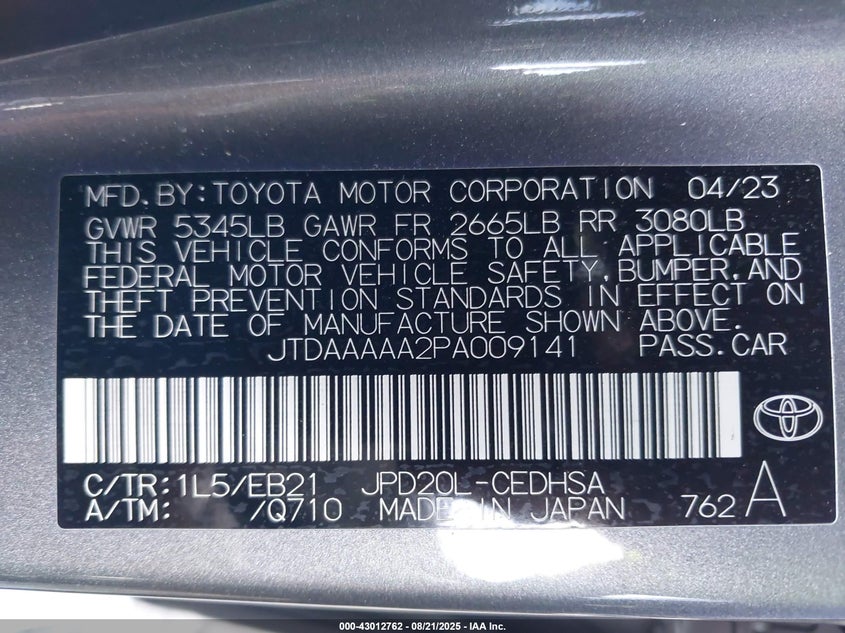 MFD.BY:TOYOTA MOTOR CORPORATION 04/23
GVWR 5345LB GAWR FR 2665LB RR 3080LB
THIS VEHICLE CONFORMS TO ALL APPLICABLE
FEDERAL MOTOR VEHICLE SAFETY,BUMPER,AND
THEFT PREVENTION STANDARDS IN EFFECT ON
THE DATE OF MANUFACTURE SHOWN ABOVE.
JTDAAAAA2PA009141 PASS.CAR
C/TR:1L5/EB21 JPD20L-CEDHSA
A/TM: /Q710 MADE IN JAPAN 762 A
000-43012762 - 08/21/2025 - IAA Inc.